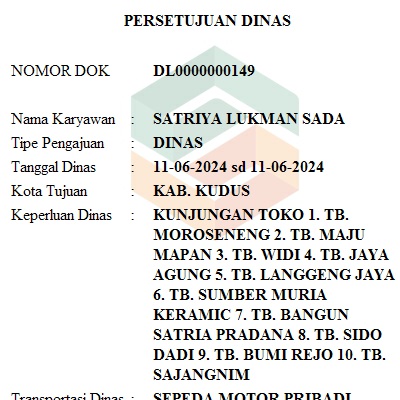 PERSETUJUAN DINAS
NOMOR DOK DL0000000149
Nama Karyawan : SATRIYA LUKMAN SADA
Tipe Pengajuan : DINAS
Tanggal Dinas : 11-06-2024 sd 11-06-2024
Kota Tujuan : KAB. KUDUS
Keperluan Dinas : KUNJUNGAN TOKO 1. TB.
MOROSENENG 2. TB. MAJU
MAPAN 3. TB. WIDI 4. TB. JAYA
AGUNG 5. TB. LANGGENG JAYA
6. TB. SUMBER MURIA
KERAMIC 7. TB. BANGUN
SATRIA PRADANA 8. TB. SIDO
DADI 9. TB. BUMI REJO 10. TB.
SAJANGNIM
Transportasi Dinas : SEPEDA MOTOR PRIBADI